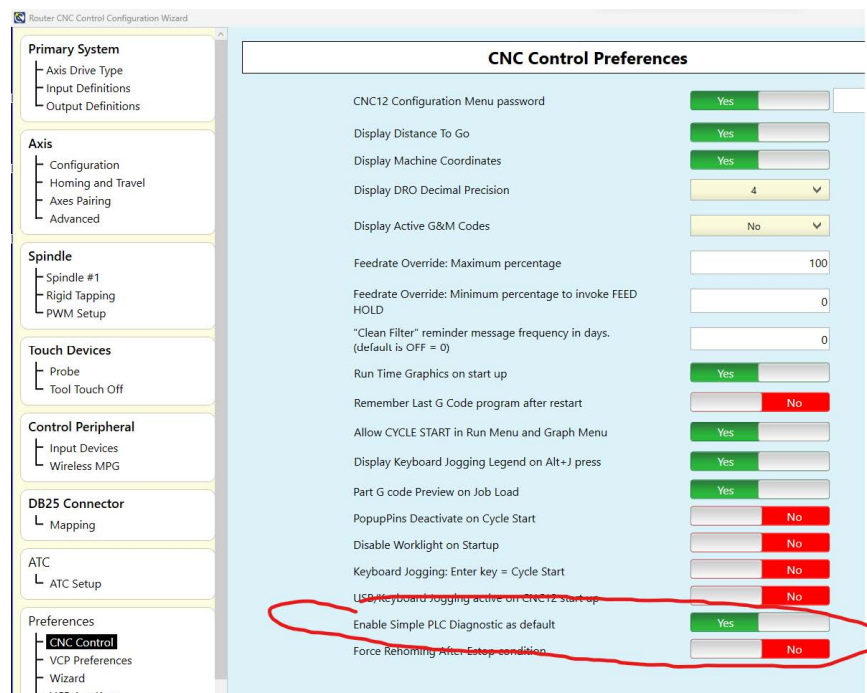 Router CNC Control Configuration Wizard
Primary System
Axis Drive Type
Input Definitions
Output Definitions
Axis
Configuration
Homing and Travel
Axes Pairing
Advanced
Spindle
Spindle #1
Rigid Tapping
PWM Setup
Touch Devices
Probe
Tool Touch Off
Control Peripheral
Input Devices
Wireless MPG
DB25 Connector
Mapping
ATC
ATC Setup
Preferences
CNC Control
VCP Preferences
Wizard
CNC Control Preferences
CNC12 Configuration Menu password Yes
Display Distance To Go Yes
Display Machine Coordinates Yes
Display DRO Decimal Precision 4
Display Active G&M Codes No
Feedrate Override: Maximum percentage 100
Feedrate Override: Minimum percentage to invoke FEED
HOLD 0
"Clean Filter" reminder message frequency in days.
(default is OFF = 0) 0
Run Time Graphics on start up Yes
Remember Last G Code program after restart No
Allow CYCLE START in Run Menu and Graph Menu Yes
Display Keyboard Jogging Legend on Alt+J press Yes
Part G code Preview on Job Load Yes
PopupPins Deactivate on Cycle Start No
Disable Worklight on Startup No
Keyboard Jogging: Enter key = Cycle Start No
USB/Keyboard Jogging active on CNC12 start up No
Enable Simple PLC Diagnostic as default Yes
Force Rehoming After Estop condition No